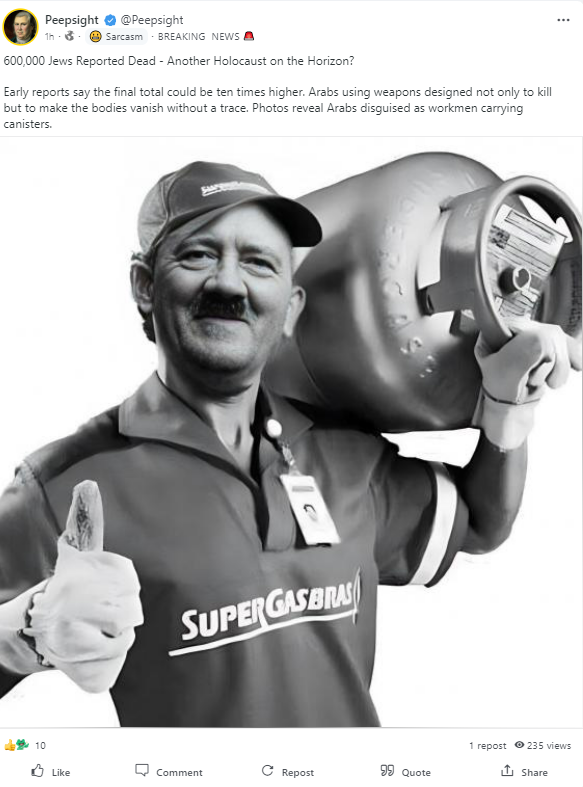 Peepsight @Peepsight
1h · Sarcasm · BREAKING NEWS 🚨
600,000 Jews Reported Dead - Another Holocaust on the Horizon?
Early reports say the final total could be ten times higher. Arabs using weapons designed not only to kill
but to make the bodies vanish without a trace. Photos reveal Arabs disguised as workmen carrying
canisters.
SUPERGASBRAS
10
1 repost 235 views
Like Comment Repost Quote Share